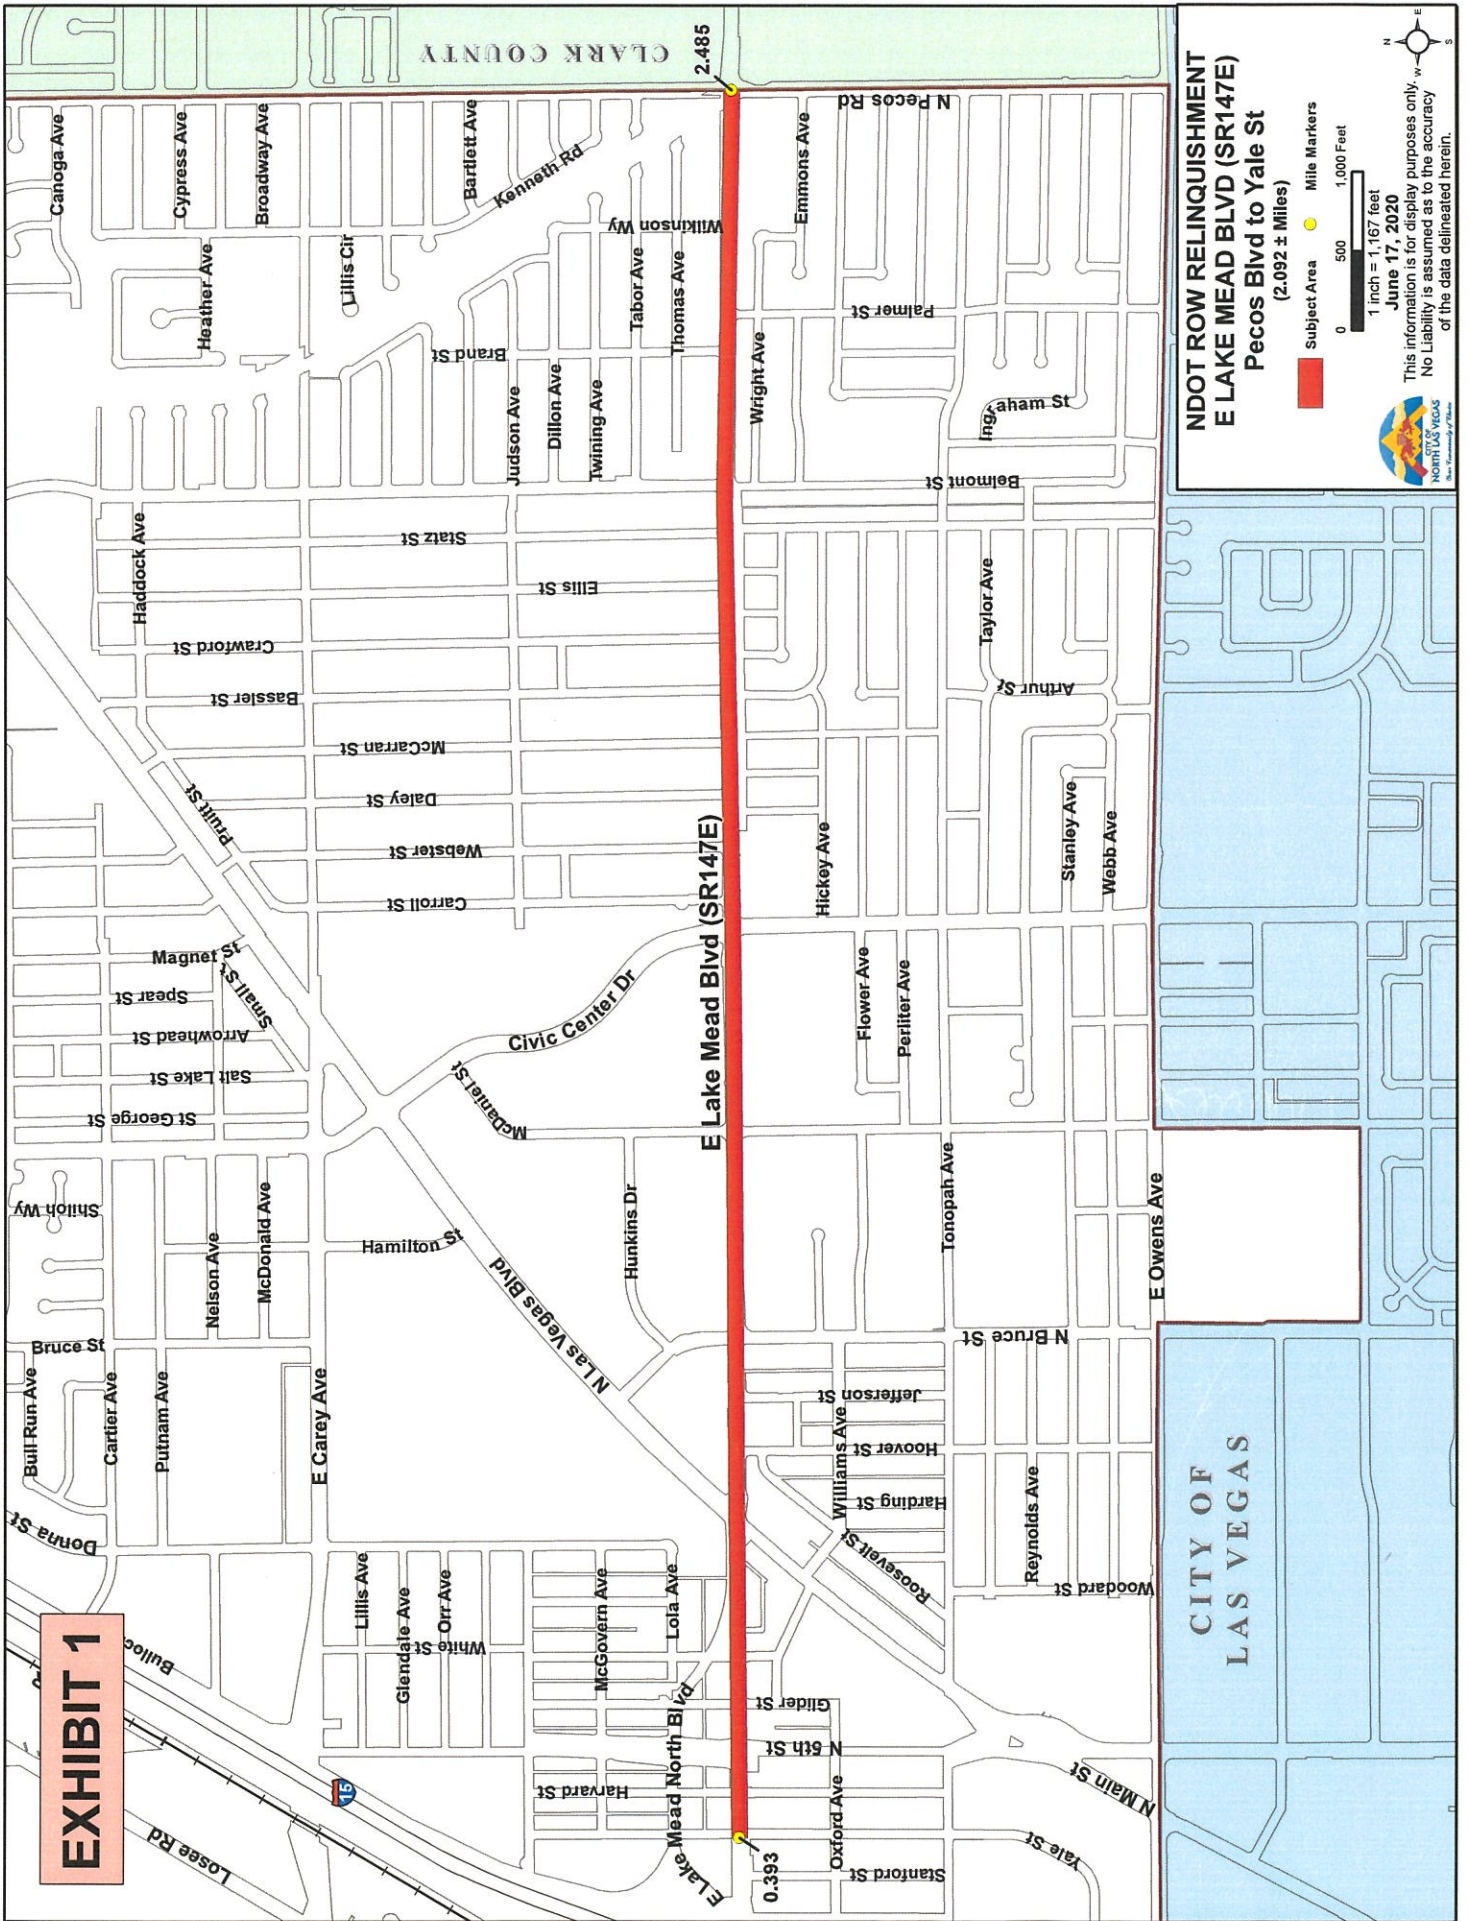 EXHIBIT 1
CLARK COUNTY
2.485
N Pecos Rd
Canoga Ave
Cypress Ave
Broadway Ave
Bartlett Ave
Kenneth Rd
Emmons Ave
Wilkinson Wy
Heather Ave
Lillis Cir
Tabor Ave
Thomas Ave
Brand St
Palmer St
Wright Ave
Judson Ave
Dillon Ave
Twining Ave
Ingraham St
Belmont St
Haddock Ave
Statz St
Ellis St
Taylor Ave
Crawford St
Bassler St
Arthur St
McCarran St
Pruitt St
Daley St
Webster St
Carroll St
Hickey Ave
Stanley Ave
Webb Ave
E Lake Mead Blvd (SR147E)
Magnet St
Spear St
Small St
Arrowhead St
Salt Lake St
St George St
Civic Center Dr
McDaniel St
Flower Ave
Perliter Ave
Shiloh Wy
Nelson Ave
McDonald Ave
Hamilton St
Hunkins Dr
Tonopah Ave
E Owens Ave
N Las Vegas Blvd
Bruce St
N Bruce St
Bull Run Ave
Cartier Ave
Putnam Ave
E Carey Ave
Jefferson St
Williams Ave
Hoover St
Harding St
Reynolds Ave
Roosevelt St
Woodard St
Donna St
Lillis Ave
Glendale Ave
Orr Ave
White St
McGovern Ave
Lola Ave
E Lake Mead North Blvd
Glider St
N 5th St
Harvard St
Oxford Ave
N Main St
Stanford St
Yale St
0.393
15
Losee Rd
CITY OF
LAS VEGAS
NDOT ROW RELINQUISHMENT
E LAKE MEAD BLVD (SR147E)
Pecos Blvd to Yale St
(2.092 ± Miles)
Subject Area
Mile Markers
0 500 1,000 Feet
1 inch = 1,167 feet
June 17, 2020
This information is for display purposes only.
No Liability is assumed as to the accuracy
of the data delineated herein.
N
E
S
W
CITY OF
NORTH LAS VEGAS